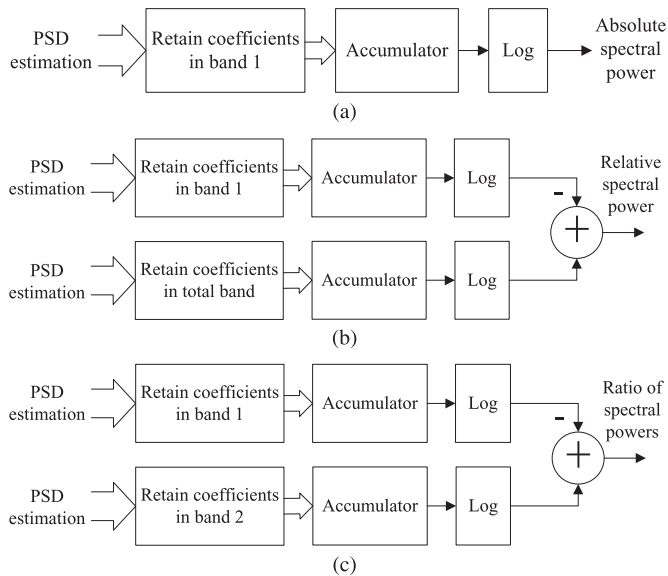 PSD
estimation
Retain coefficients
in band 1
Accumulator
Log
Absolute
spectral
power
(a)
PSD
estimation
Retain coefficients
in band 1
Accumulator
Log
-
Relative
spectral
power
+
PSD
estimation
Retain coefficients
in total band
Accumulator
Log
(b)
PSD
estimation
Retain coefficients
in band 1
Accumulator
Log
-
Ratio of
spectral
powers
+
PSD
estimation
Retain coefficients
in band 2
Accumulator
Log
(c)